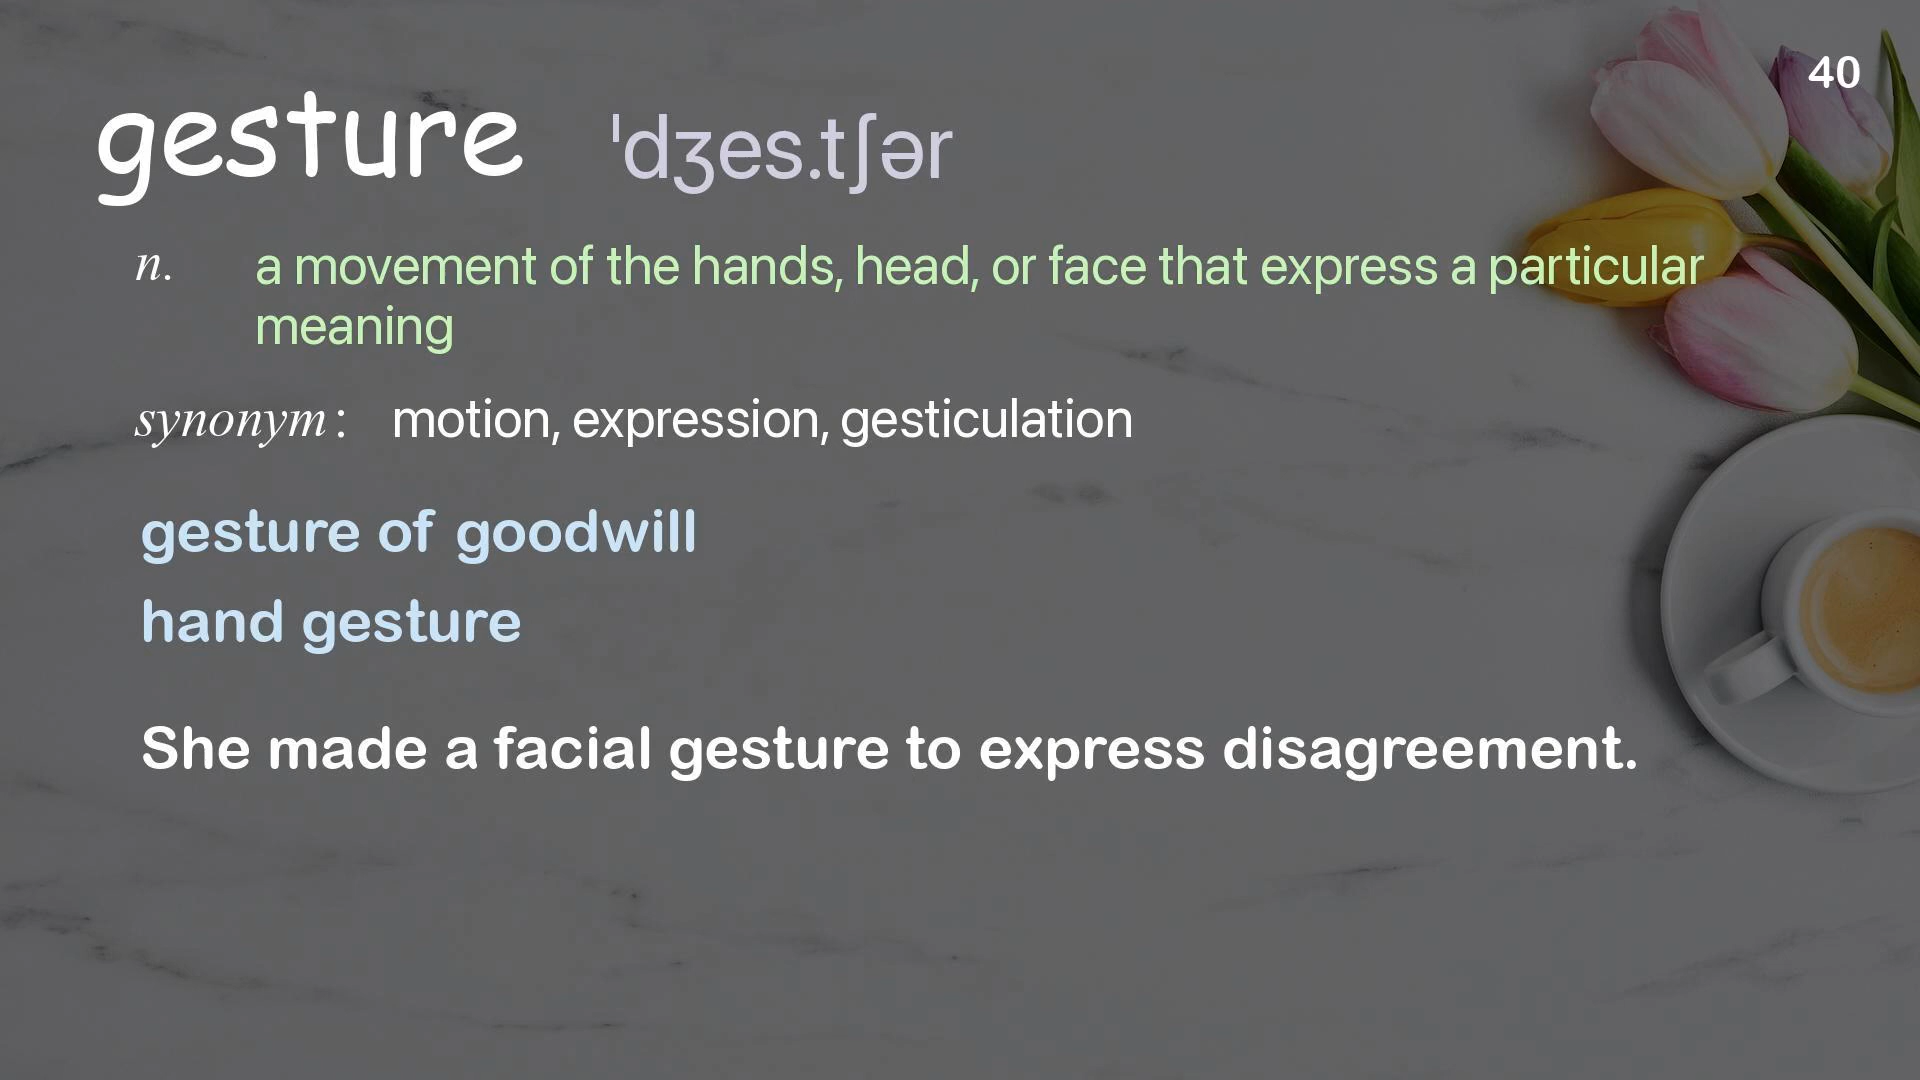 40
gesture ˈdʒes.tʃər
n. a movement of the hands, head, or face that express a particular
meaning
synonym: motion, expression, gesticulation
gesture of goodwill
hand gesture
She made a facial gesture to express disagreement.